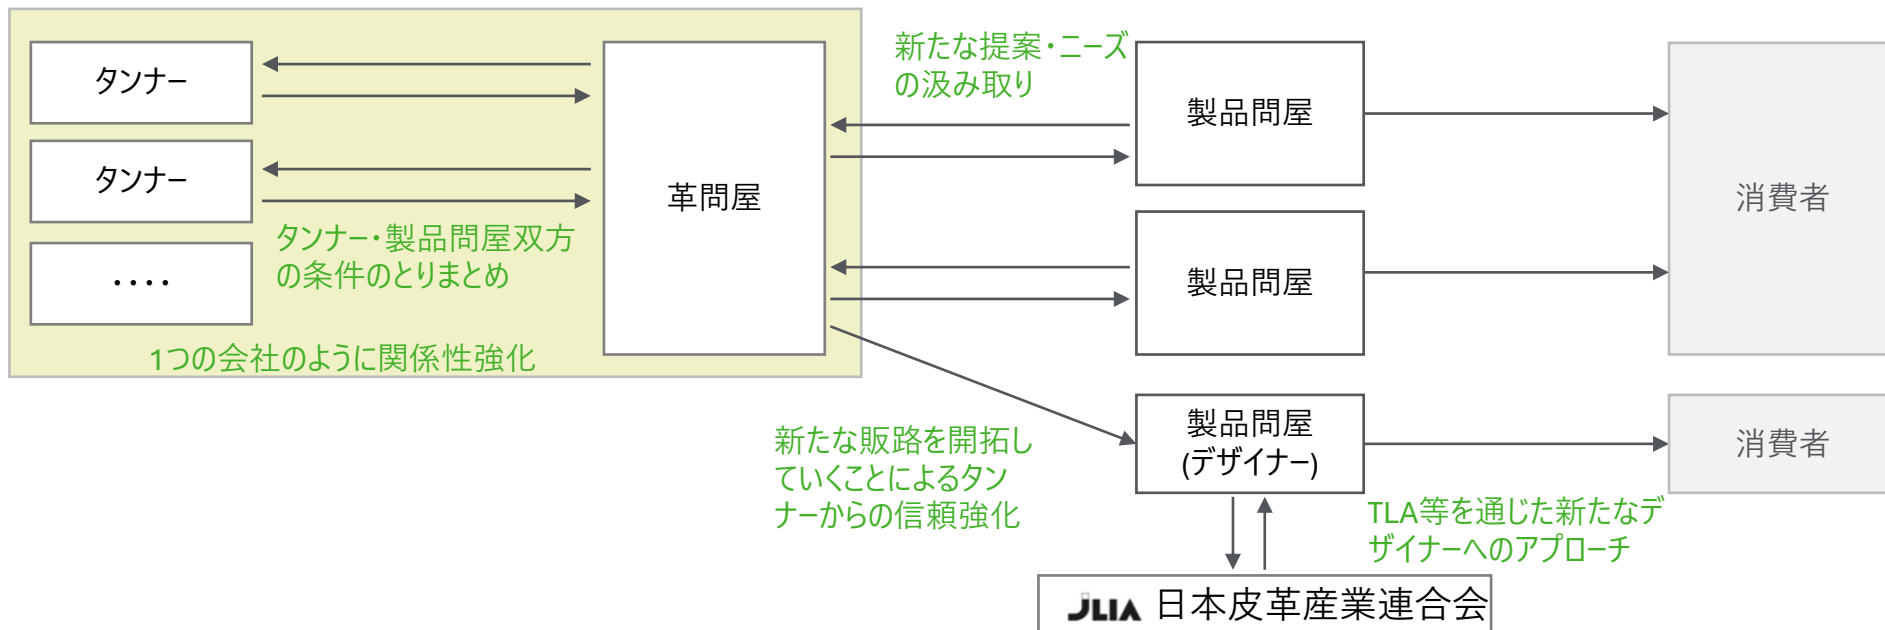 タンナー
タンナー
・・・・
タンナー・製品問屋双方
の条件のとりまとめ
1つの会社のように関係性強化
革問屋
新たな提案・ニーズ
の汲み取り
製品問屋
製品問屋
消費者
新たな販路を開拓し
ていくことによるタン
ナーからの信頼強化
製品問屋
(デザイナー)
消費者
TLA等を通じた新たなデ
ザイナーへのアプローチ
JLIA 日本皮革産業連合会